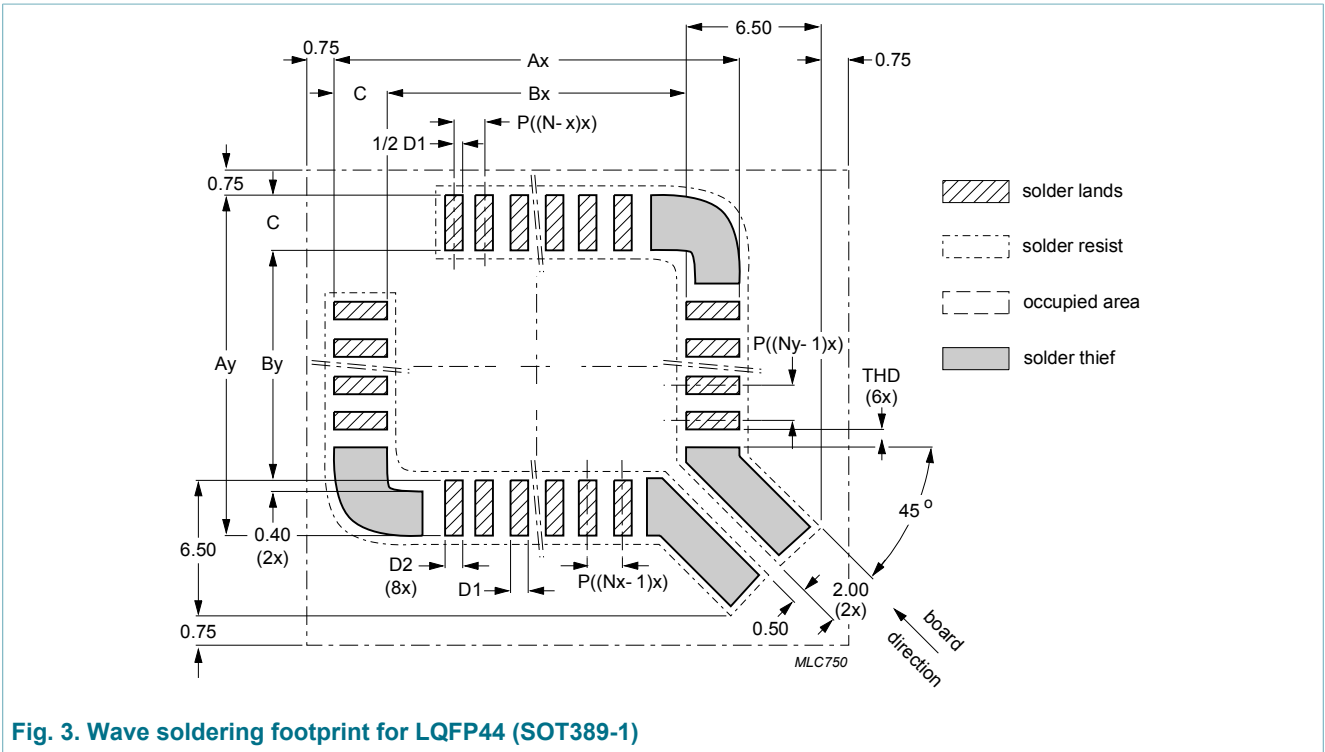 6.50
0.75
Ax
0.75
C
Bx
P((N- x)x)
1/2 D1
0.75
C
solder lands
solder resist
occupied area
solder thief
Ay
By
P((Ny- 1)x)
THD
(6x)
45 o
6.50
0.40
(2x)
D2
(8x)
D1
P((Nx- 1)x)
2.00
(2x)
0.50
board
direction
0.75
MLC750
Fig. 3. Wave soldering footprint for LQFP44 (SOT389-1)